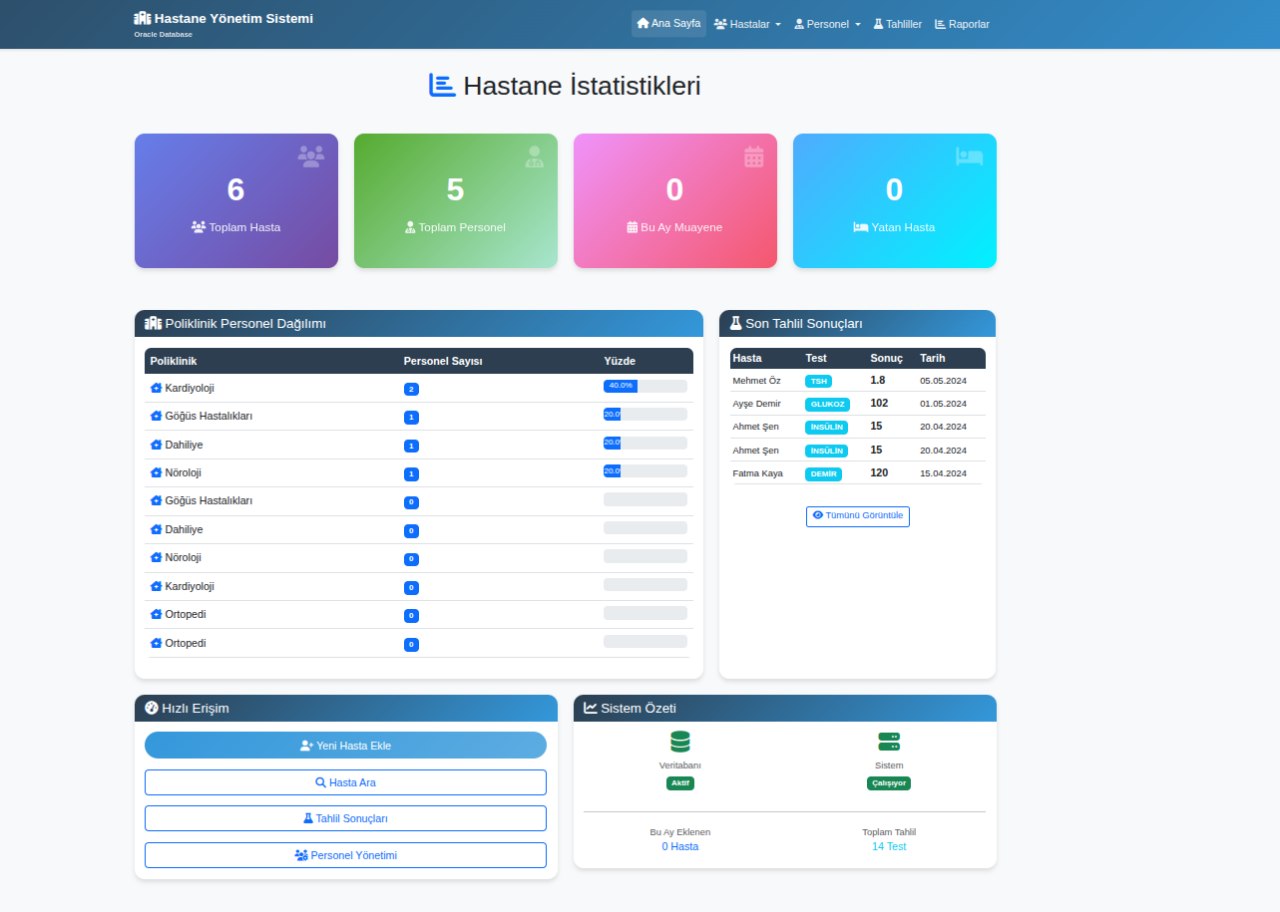 Hastane Yönetim Sistemi
Oracle Database
Ana Sayfa Hastalar Personel Tahliller Raporlar
Hastane İstatistikleri
6
Toplam Hasta
5
Toplam Personel
0
Bu Ay Muayene
0
Yatan Hasta
Poliklinik Personel Dağılımı
Poliklinik Personel Sayısı Yüzde
Kardiyoloji 2 40.0%
Göğüs Hastalıkları 1 20.0
Dahiliye 1 20.0
Nöroloji 1 20.0
Göğüs Hastalıkları 0
Dahiliye 0
Nöroloji 0
Kardiyoloji 0
Ortopedi 0
Ortopedi 0
Son Tahlil Sonuçları
Hasta Test Sonuç Tarih
Mehmet Öz TSH 1.8 05.05.2024
Ayşe Demir GLUKOZ 102 01.05.2024
Ahmet Şen İNSÜLİN 15 20.04.2024
Ahmet Şen İNSÜLİN 15 20.04.2024
Fatma Kaya DEMİR 120 15.04.2024
Tümünü Görüntüle
Hızlı Erişim
Yeni Hasta Ekle
Hasta Ara
Tahlil Sonuçları
Personel Yönetimi
Sistem Özeti
Veritabanı Sistem
Aktif Çalışıyor
Bu Ay Eklenen Toplam Tahlil
0 Hasta 14 Test